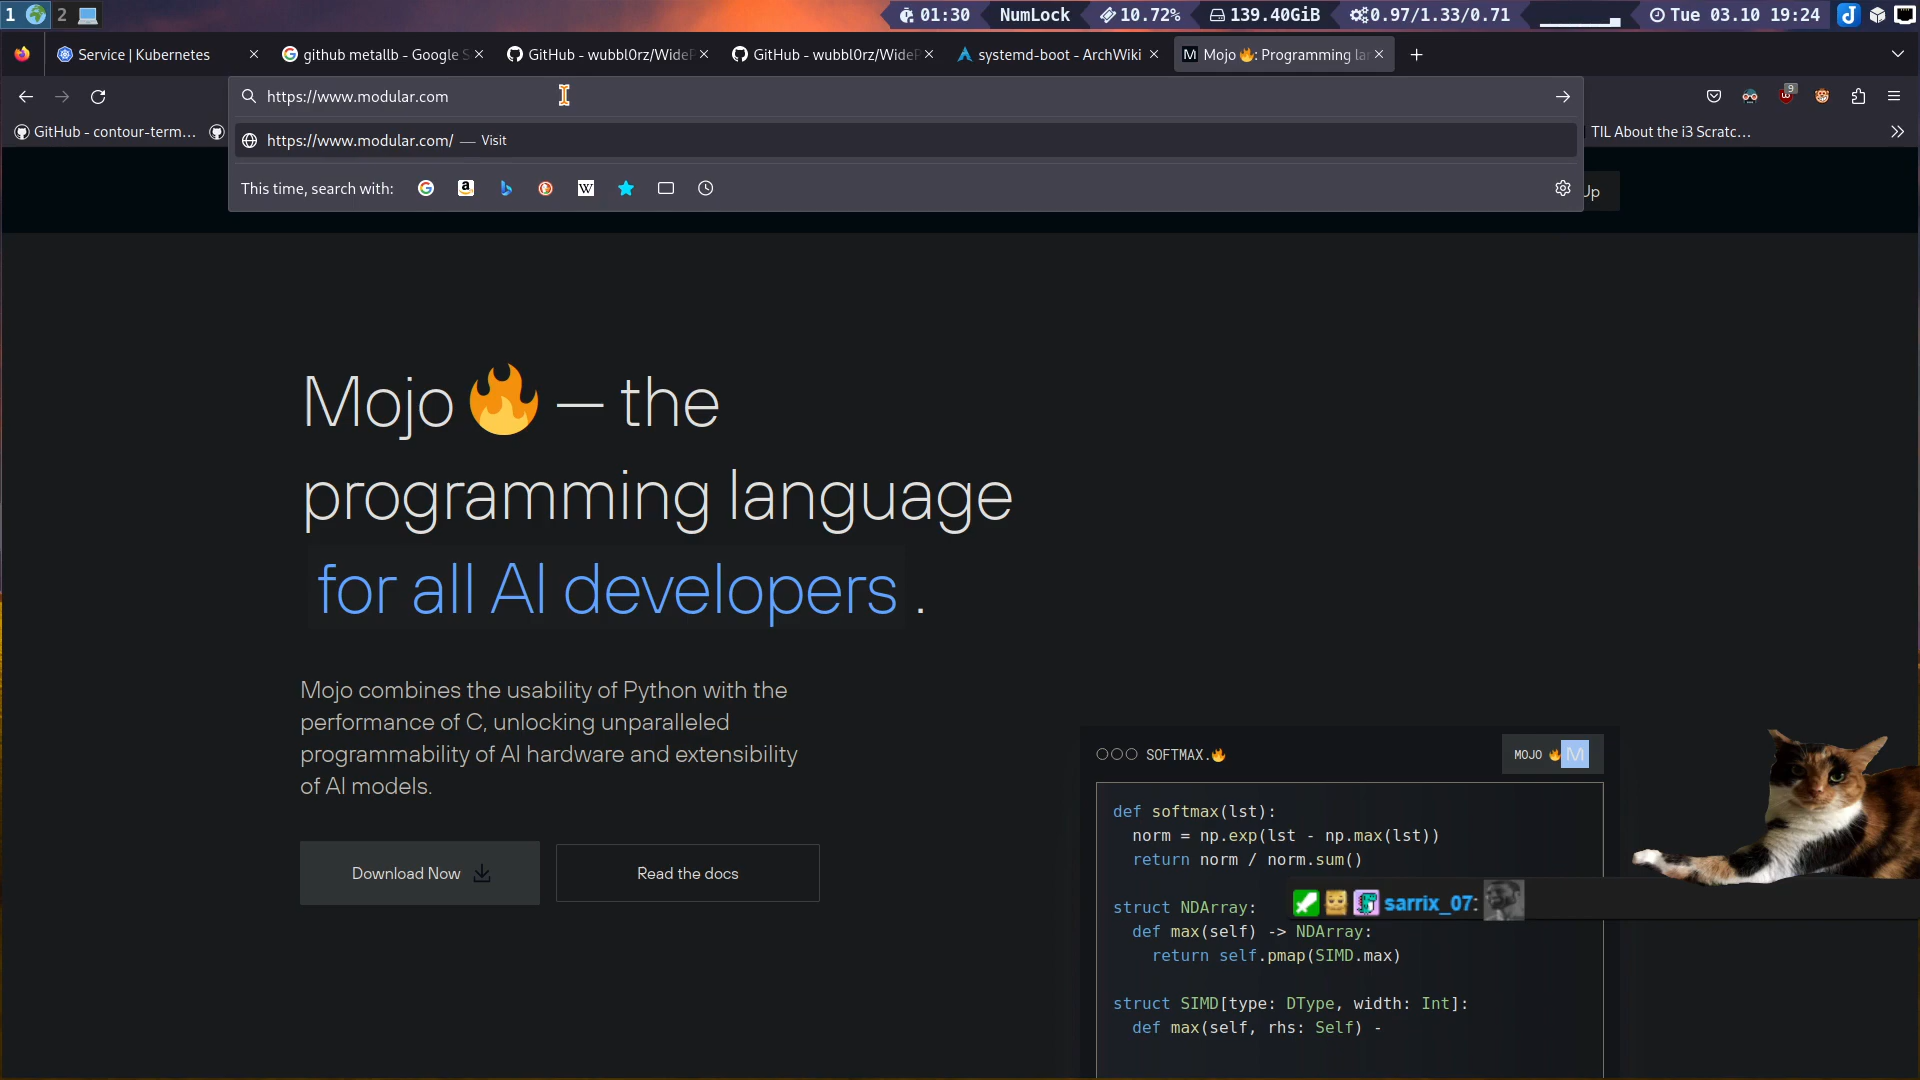 1 2 01:30 NumLock 10.72% 139.40GiB 0.97/1.33/0.71 Tue 03.10 19:24
Service | Kubernetes
github metallb - Google S
GitHub - wubbl0rz/WideP
GitHub - wubbl0rz/WideP
systemd-boot - ArchWiki
Mojo 🔥: Programming lan
https://www.modular.com
9
GitHub - contour-term...
TIL About the i3 Scratc...
https://www.modular.com/ — Visit
This time, search with:
Up
Mojo🔥 — the
programming language
for all AI developers .
Mojo combines the usability of Python with the
performance of C, unlocking unparalleled
programmability of AI hardware and extensibility
of AI models.
Download Now
Read the docs
SOFTMAX.🔥
MOJO 🔥 M
def softmax(lst):
norm = np.exp(lst - np.max(lst))
return norm / norm.sum()
struct NDArray:
def max(self) -> NDArray:
return self.pmap(SIMD.max)
struct SIMD[type: DType, width: Int]:
def max(self, rhs: Self) -
sarrix_07: